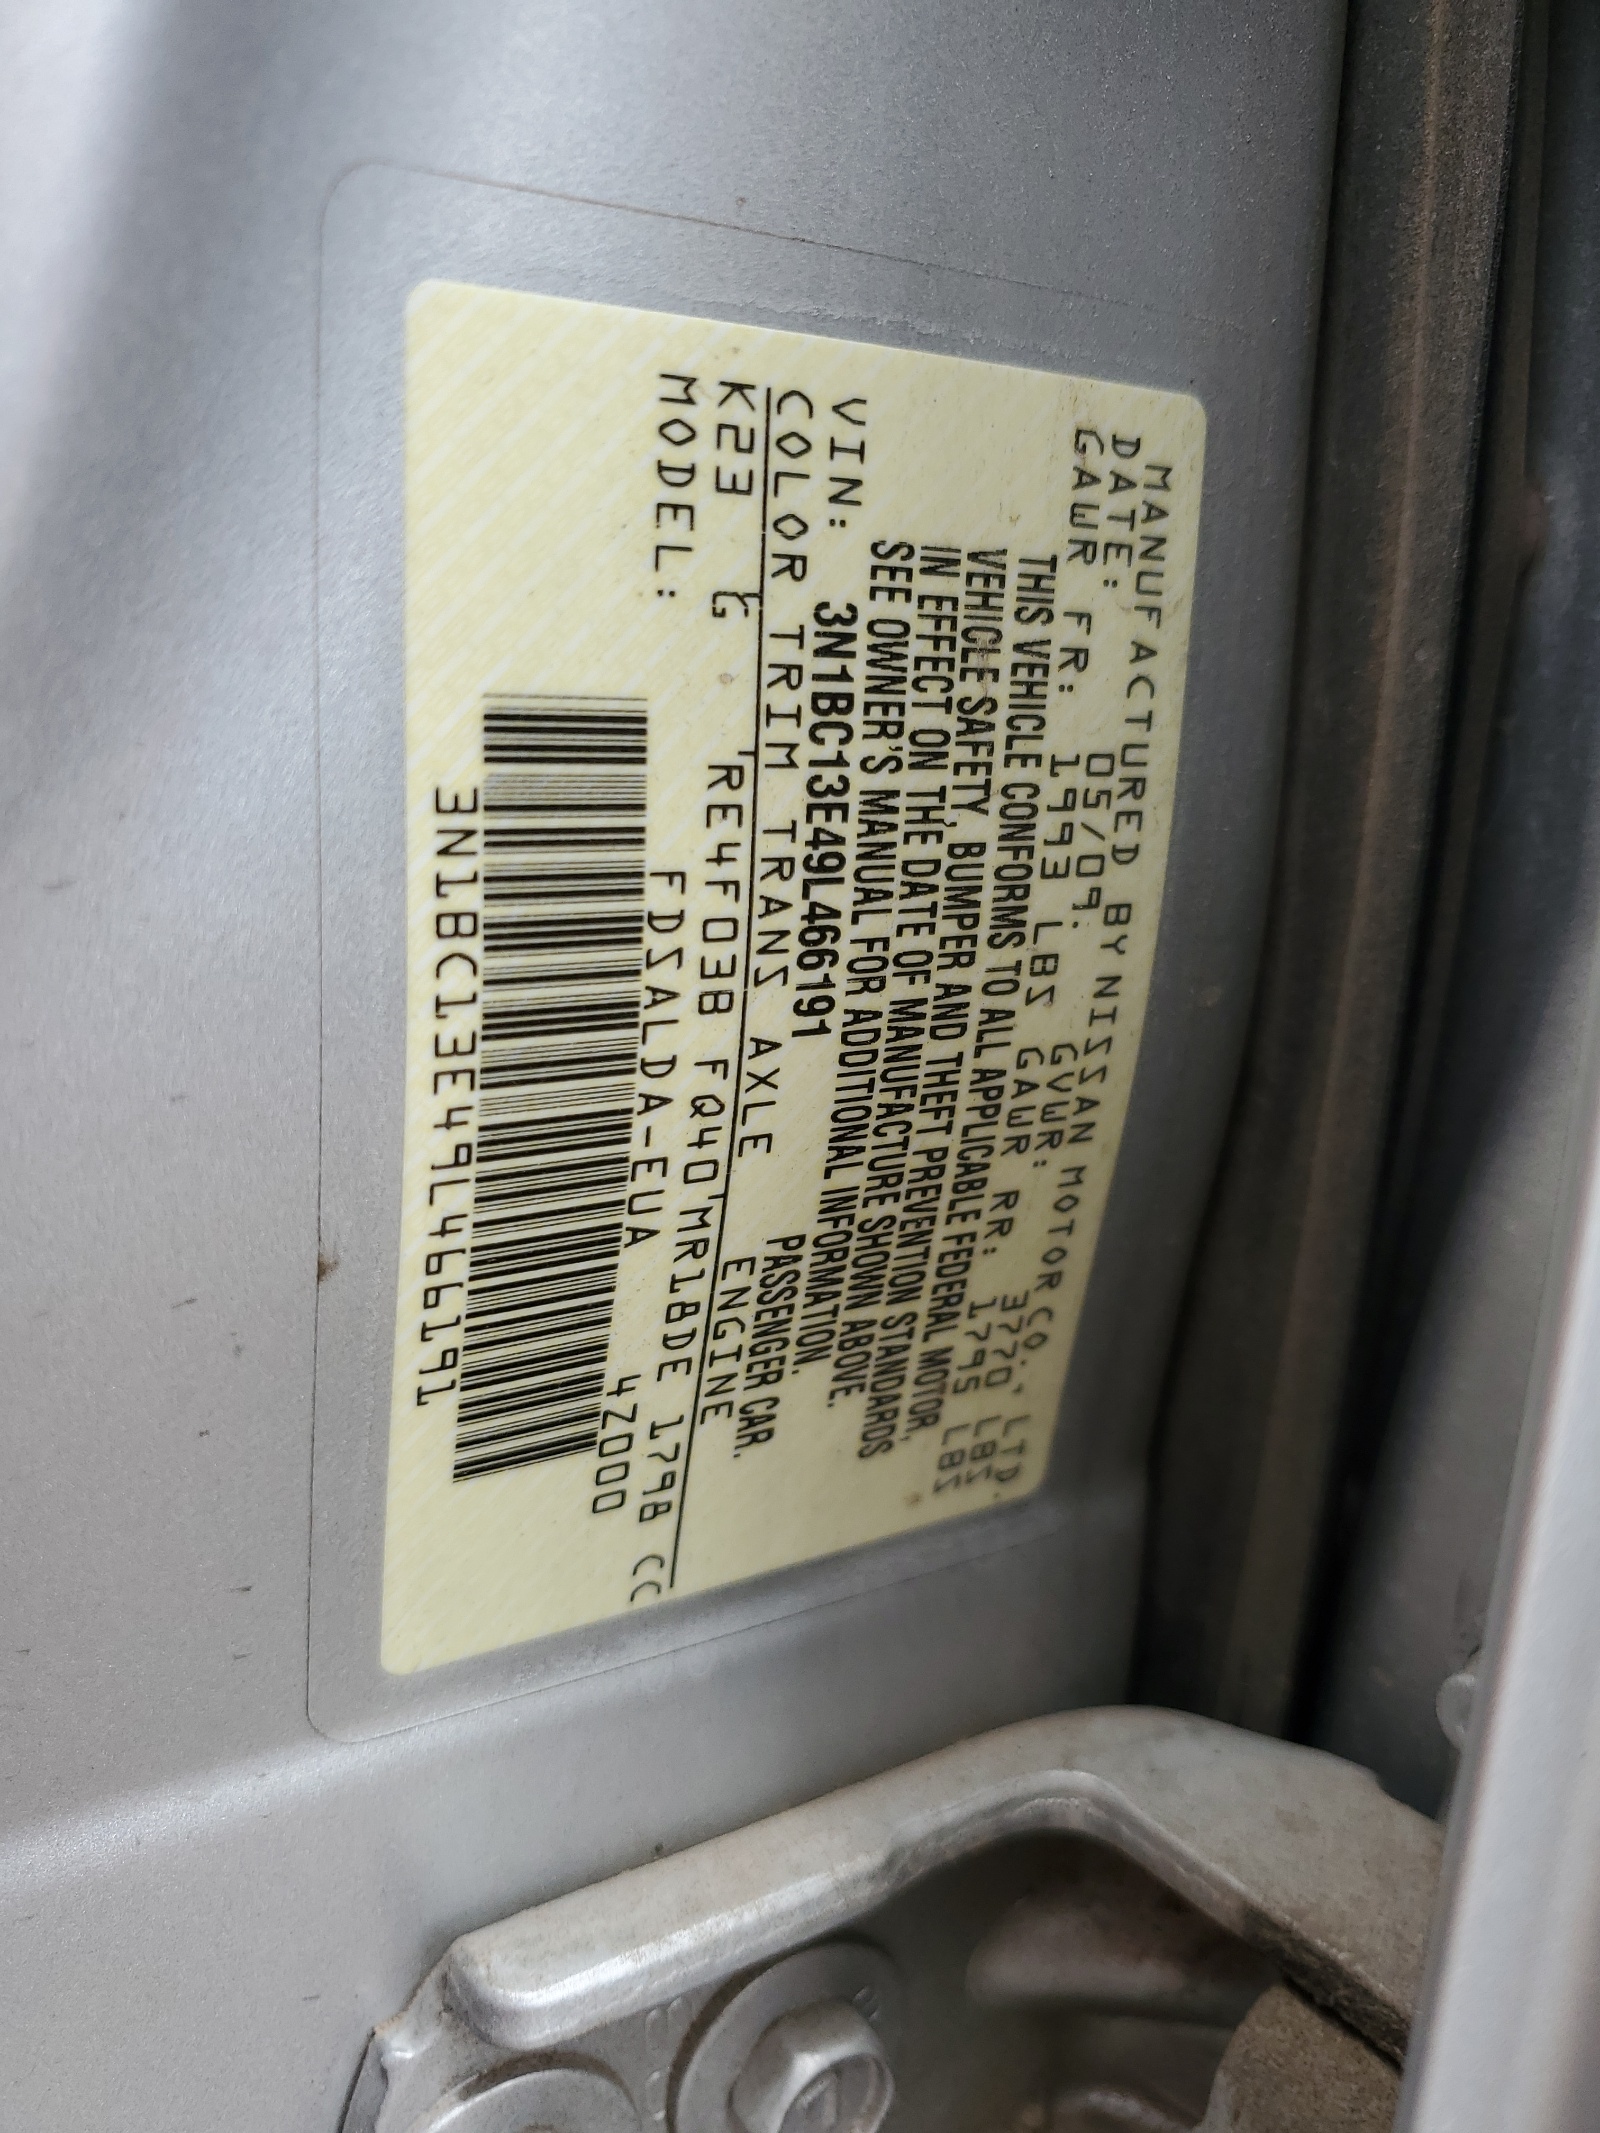 MANUFACTURED BY NISSAN MOTOR CO., LTD.
DATE: 05/09. GVWR: 3770 LBS.
GAWR FR: 1993 LBS GAWR RR: 1795 LBS
THIS VEHICLE CONFORMS TO ALL APPLICABLE FEDERAL MOTOR
VEHICLE SAFETY, BUMPER AND THEFT PREVENTION STANDARDS
IN EFFECT ON THE DATE OF MANUFACTURE SHOWN ABOVE.
SEE OWNER'S MANUAL FOR ADDITIONAL INFORMATION.
VIN: 3N1BC13E49L466191 PASSENGER CAR.
COLOR TRIM TRANS AXLE ENGINE
K23 G RE4F03B FQ40 MR18DE 1798 CC
MODEL: FDSALDA-EUA 4Z000
3N1BC13E49L466191